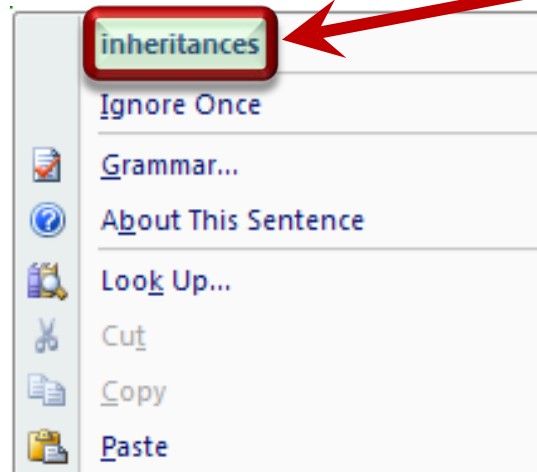 inheritances
Ignore Once
Grammar...
About This Sentence
Look Up...
Cut
Copy
Paste